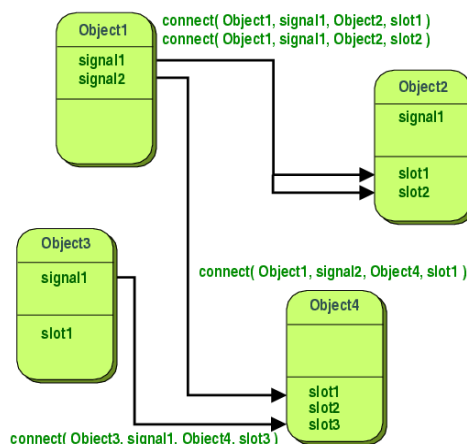 connect( Object1, signal1, Object2, slot1 )
connect( Object1, signal1, Object2, slot2 )
Object1
signal1
signal2
Object2
signal1
slot1
slot2
Object3
signal1
slot1
connect( Object1, signal2, Object4, slot1 )
Object4
slot1
slot2
slot3
connect( Object3, signal1, Object4, slot3 )